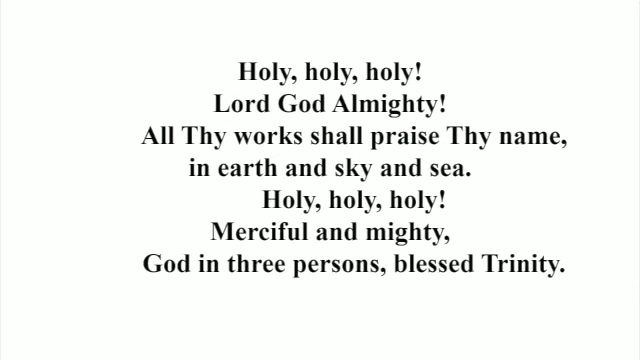 Holy, holy, holy!
Lord God Almighty!
All Thy works shall praise Thy name,
in earth and sky and sea.
Holy, holy, holy!
Merciful and mighty,
God in three persons, blessed Trinity.